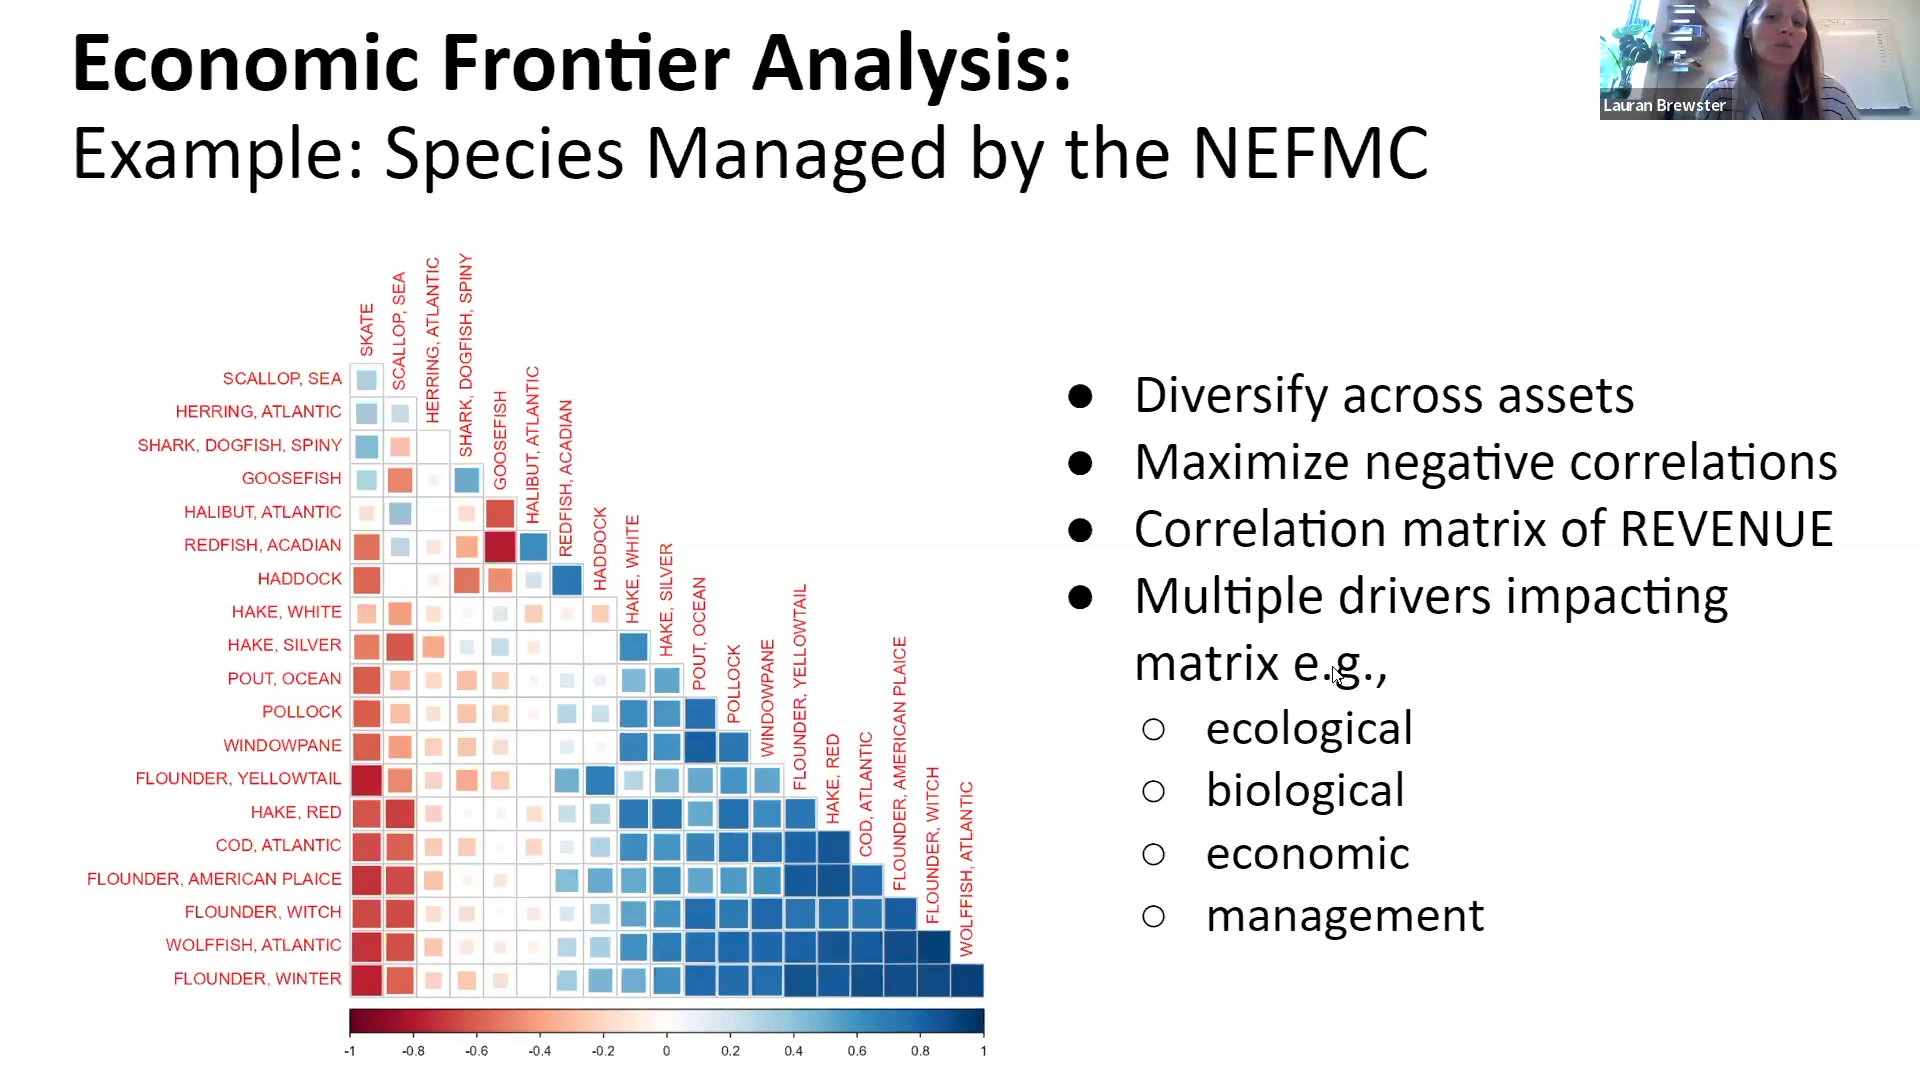 Economic Frontier Analysis:
Example: Species Managed by the NEFMC
Lauran Brewster
SKATE
SCALLOP, SEA
HERRING, ATLANTIC
SHARK, DOGFISH, SPINY
GOOSEFISH
HALIBUT, ATLANTIC
REDFISH, ACADIAN
HADDOCK
HAKE, WHITE
HAKE, SILVER
POUT, OCEAN
POLLOCK
WINDOWPANE
FLOUNDER, YELLOWTAIL
HAKE, RED
COD, ATLANTIC
FLOUNDER, AMERICAN PLAICE
FLOUNDER, WITCH
WOLFFISH, ATLANTIC
SCALLOP, SEA
HERRING, ATLANTIC
SHARK, DOGFISH, SPINY
GOOSEFISH
HALIBUT, ATLANTIC
REDFISH, ACADIAN
HADDOCK
HAKE, WHITE
HAKE, SILVER
POUT, OCEAN
POLLOCK
WINDOWPANE
FLOUNDER, YELLOWTAIL
HAKE, RED
COD, ATLANTIC
FLOUNDER, AMERICAN PLAICE
FLOUNDER, WITCH
WOLFFISH, ATLANTIC
FLOUNDER, WINTER
-1 -0.8 -0.6 -0.4 -0.2 0 0.2 0.4 0.6 0.8 1
● Diversify across assets
● Maximize negative correlations
● Correlation matrix of REVENUE
● Multiple drivers impacting
matrix e.g.,
○ ecological
○ biological
○ economic
○ management